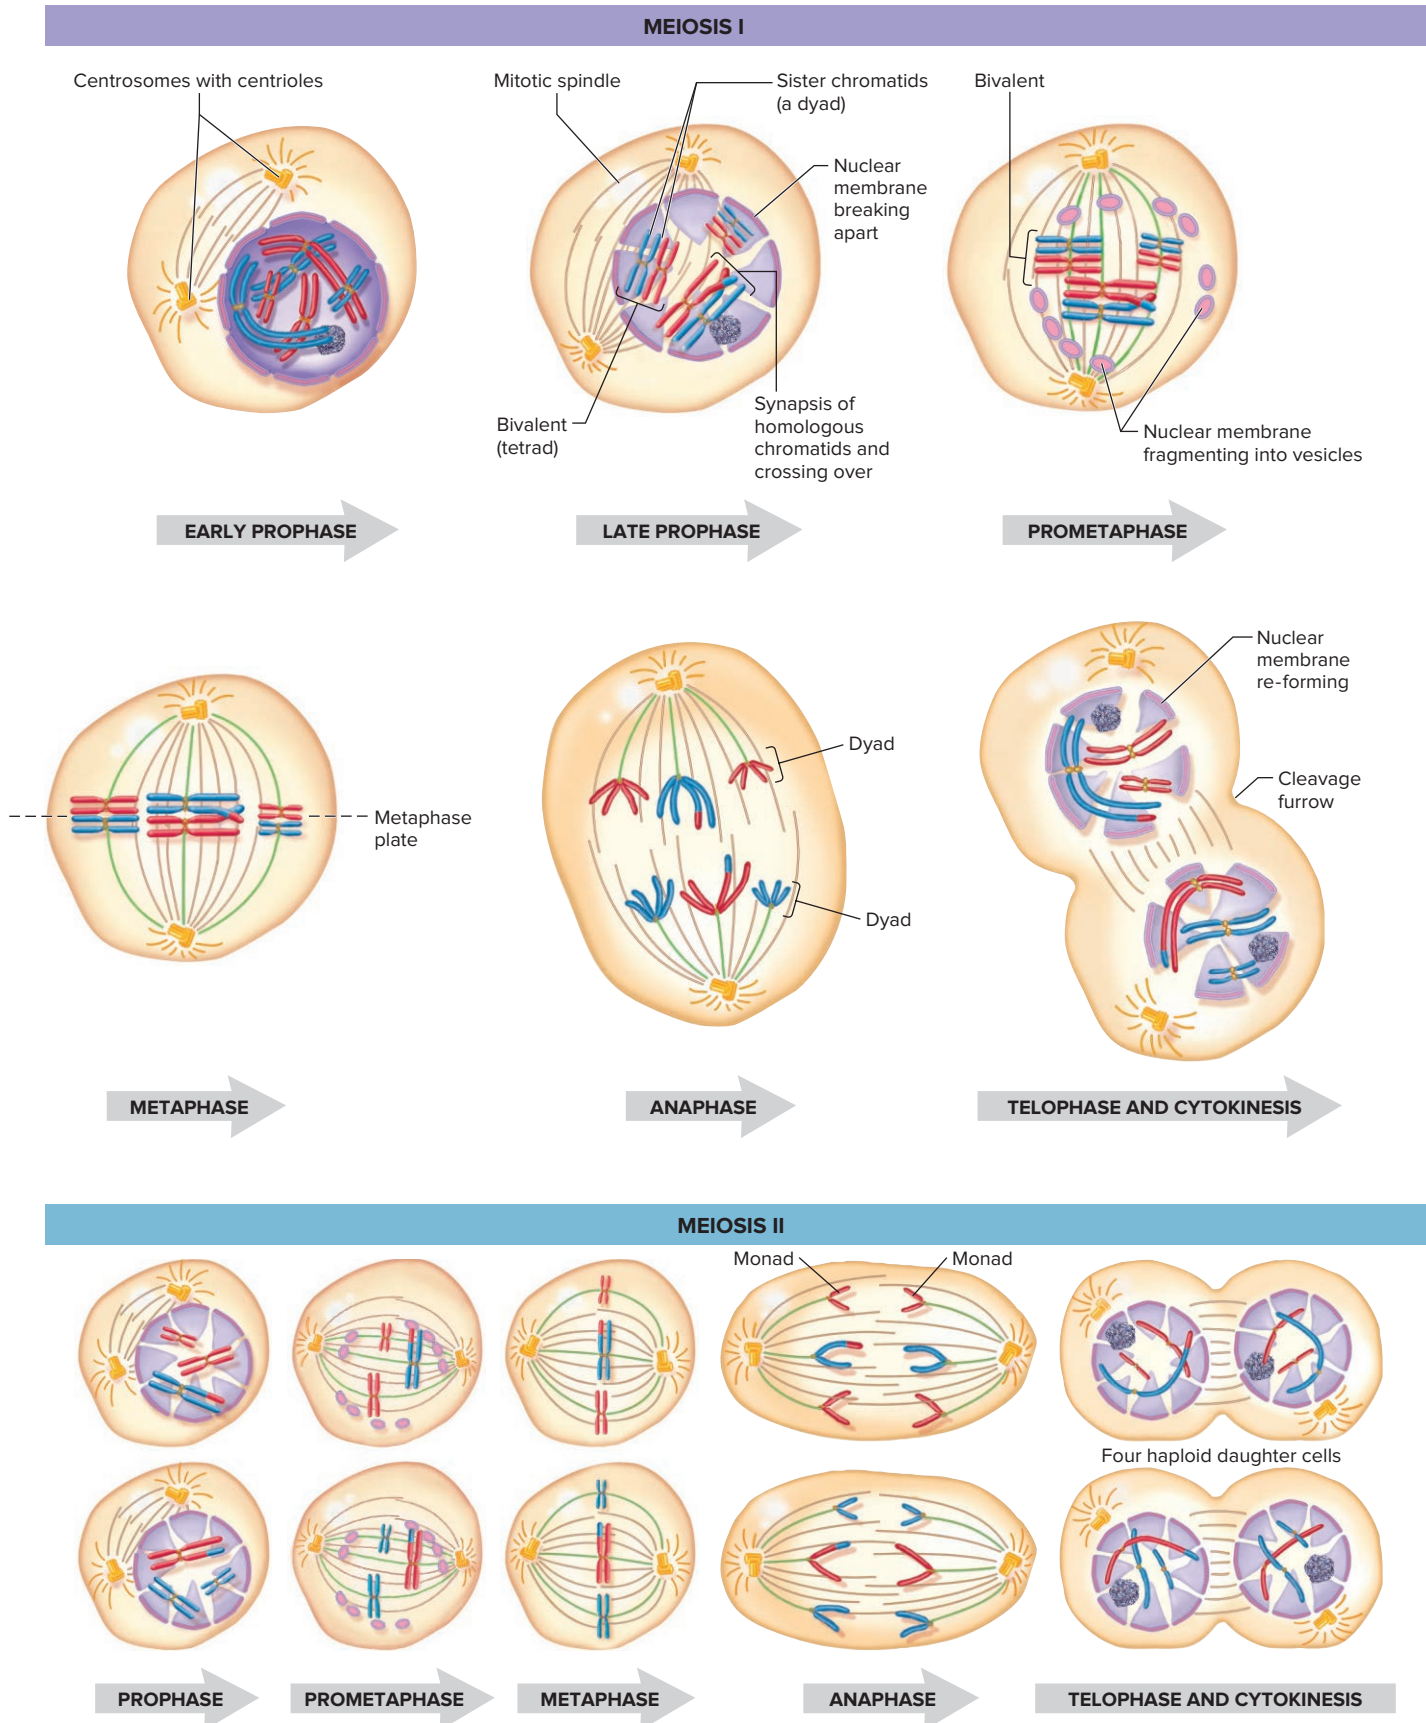 MEIOSIS I
Centrosomes with centrioles
Mitotic spindle
Sister chromatids
(a dyad)
Bivalent
Nuclear
membrane
breaking
apart
Bivalent
(tetrad)
Synapsis of
homologous
chromatids and
crossing over
Nuclear membrane
fragmenting into vesicles
EARLY PROPHASE
LATE PROPHASE
PROMETAPHASE
Metaphase
plate
Dyad
Dyad
Nuclear
membrane
re-forming
Cleavage
furrow
METAPHASE
ANAPHASE
TELOPHASE AND CYTOKINESIS
MEIOSIS II
Monad
Monad
Four haploid daughter cells
PROPHASE
PROMETAPHASE
METAPHASE
ANAPHASE
TELOPHASE AND CYTOKINESIS